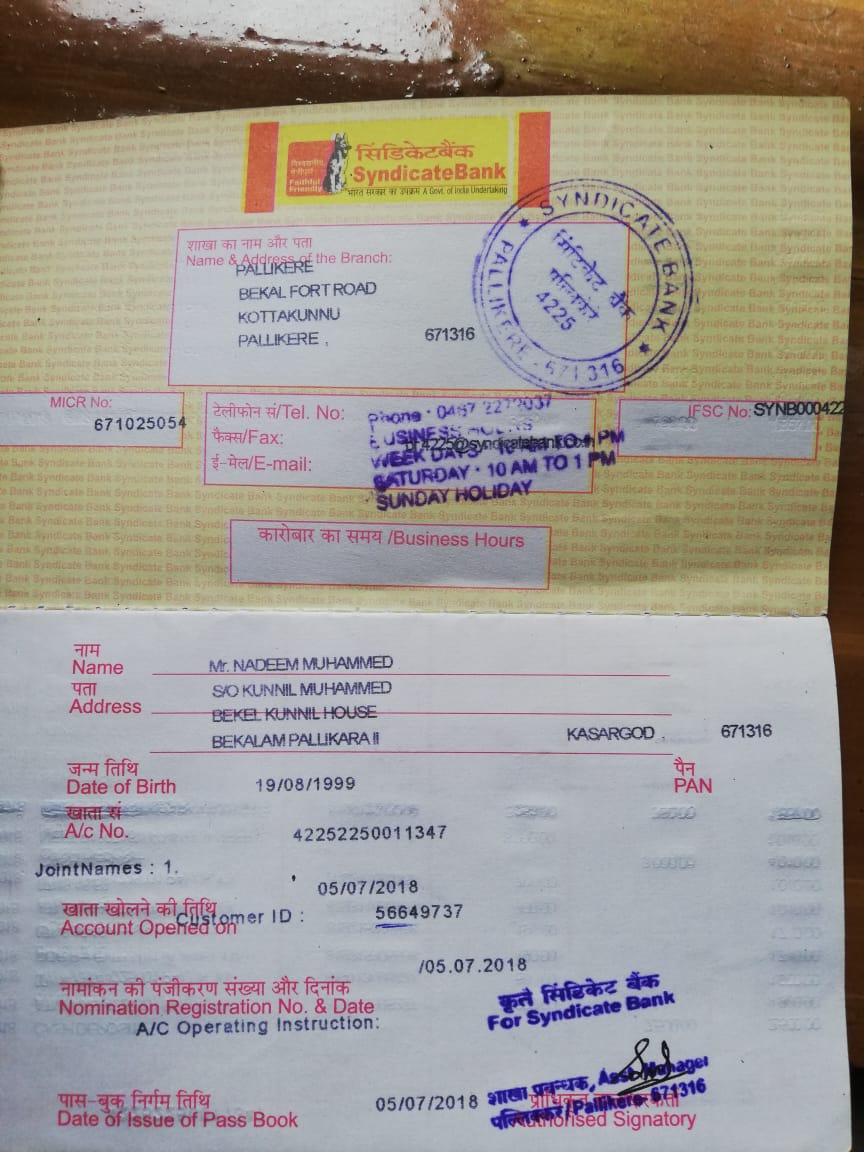 विश्वसनीय, मैत्रीपूर्ण
Faithful, Friendly
सिंडिकेटबैंक
SyndicateBank
भारत सरकार का उपक्रम A Govt. of India Undertaking
SYNDICATE BANK
सिंडिकेट बैंक
पल्लिकेरे
4225
PALLIKERE - 671316
शाखा का नाम और पता
Name & Address of the Branch:
PALLIKERE
BEKAL FORT ROAD
KOTTAKUNNU
PALLIKERE , 671316
MICR No:
671025054
टेलीफोन सं/Tel. No:
फैक्स/Fax:
ई-मेल/E-mail:
br.4225@syndicatebank.co
Phone - 0467 2272037
BUSINESS HOURS
WEEK DAYS - 10 AM TO 4 PM
SATURDAY - 10 AM TO 1 PM
SUNDAY HOLIDAY
IFSC No: SYNB000422
कारोबार का समय /Business Hours
नाम
Name Mr. NADEEM MUHAMMED
पता S/O KUNNIL MUHAMMED
Address BEKEL KUNNIL HOUSE
BEKALAM PALLIKARA II KASARGOD . 671316
जन्म तिथि
Date of Birth 19/08/1999
पैन
PAN
खाता सं
A/c No. 42252250011347
JointNames : 1.
05/07/2018
खाता खोलने की तिथि
Account Opened on
Customer ID : 56649737
/05.07.2018
नामांकन की पंजीकरण संख्या और दिनांक
Nomination Registration No. & Date
A/C Operating Instruction:
कृते सिंडिकेट बैंक
For Syndicate Bank
शाखा प्रबन्धक, Asst. Manager
पल्लिक्कर/Pallikere-671316
पास-बुक निर्गम तिथि
Date of Issue of Pass Book 05/07/2018
Authorised Signatory